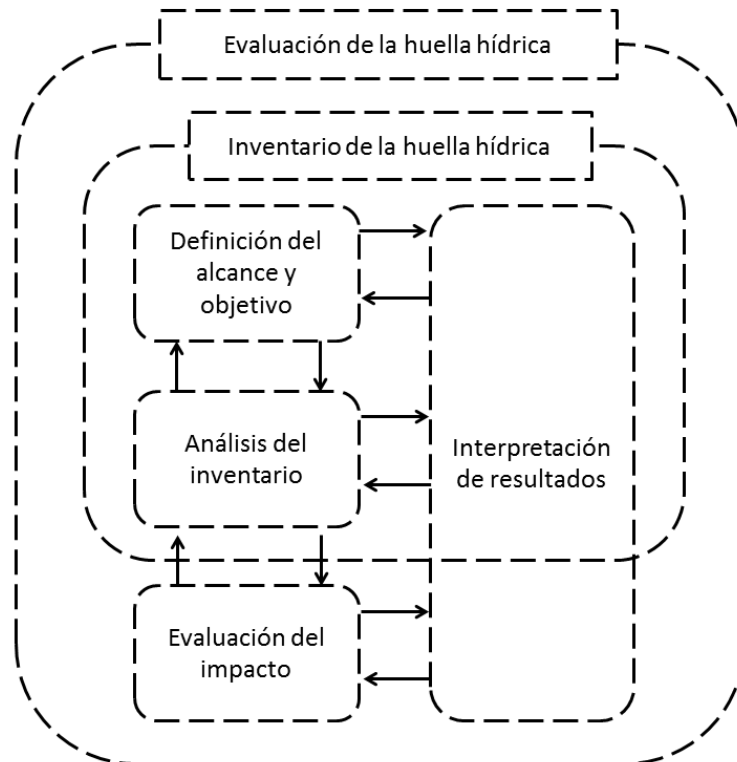 Evaluación de la huella hídrica
Inventario de la huella hídrica
Definición del
alcance y
objetivo
Análisis del
inventario
Interpretación
de resultados
Evaluación del
impacto